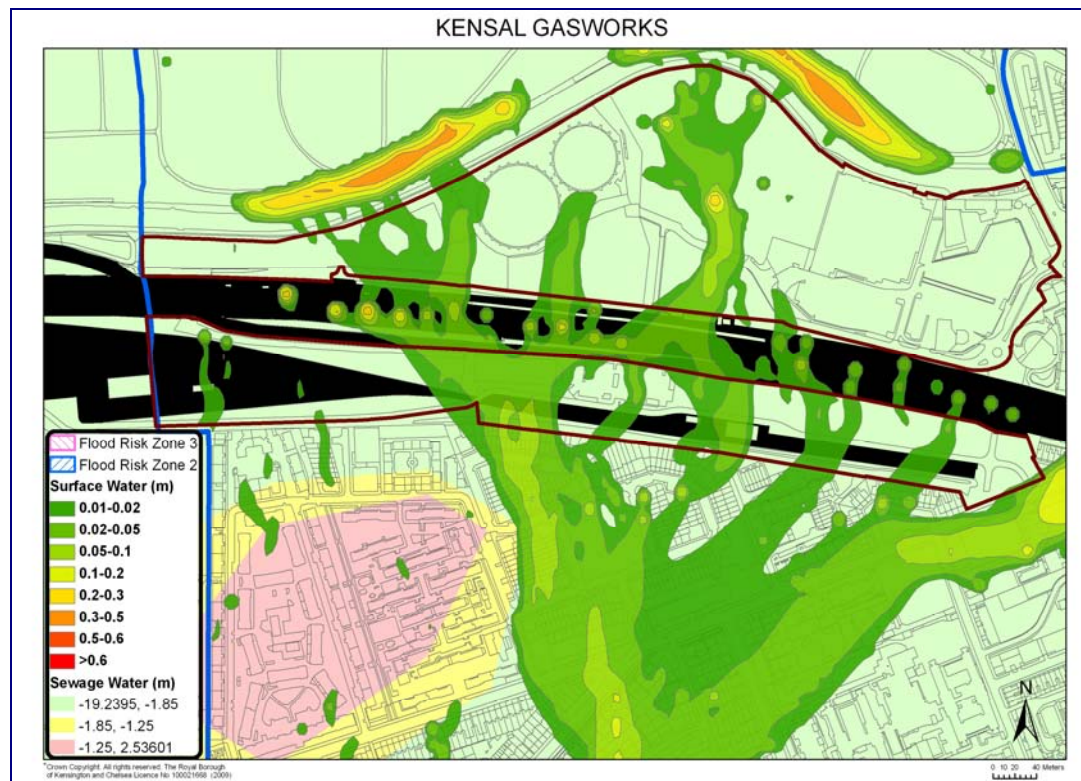 KENSAL GASWORKS
Flood Risk Zone 3
Flood Risk Zone 2
Surface Water (m)
0.01-0.02
0.02-0.05
0.05-0.1
0.1-0.2
0.2-0.3
0.3-0.5
0.5-0.6
>0.6
Sewage Water (m)
-19.2395, -1.85
-1.85, -1.25
-1.25, 2.53601
N
0 10 20 40 Meters
Crown Copyright. All rights reserved. The Royal Borough
of Kensington and Chelsea Licence No 100021668 (2009)